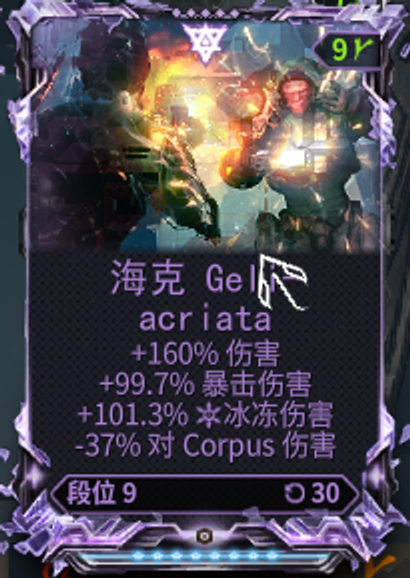 9
海克 Geli-
acriata
+160% 伤害
+99.7% 暴击伤害
+101.3% 冰冻伤害
-37% 对 Corpus 伤害
段位 9
30